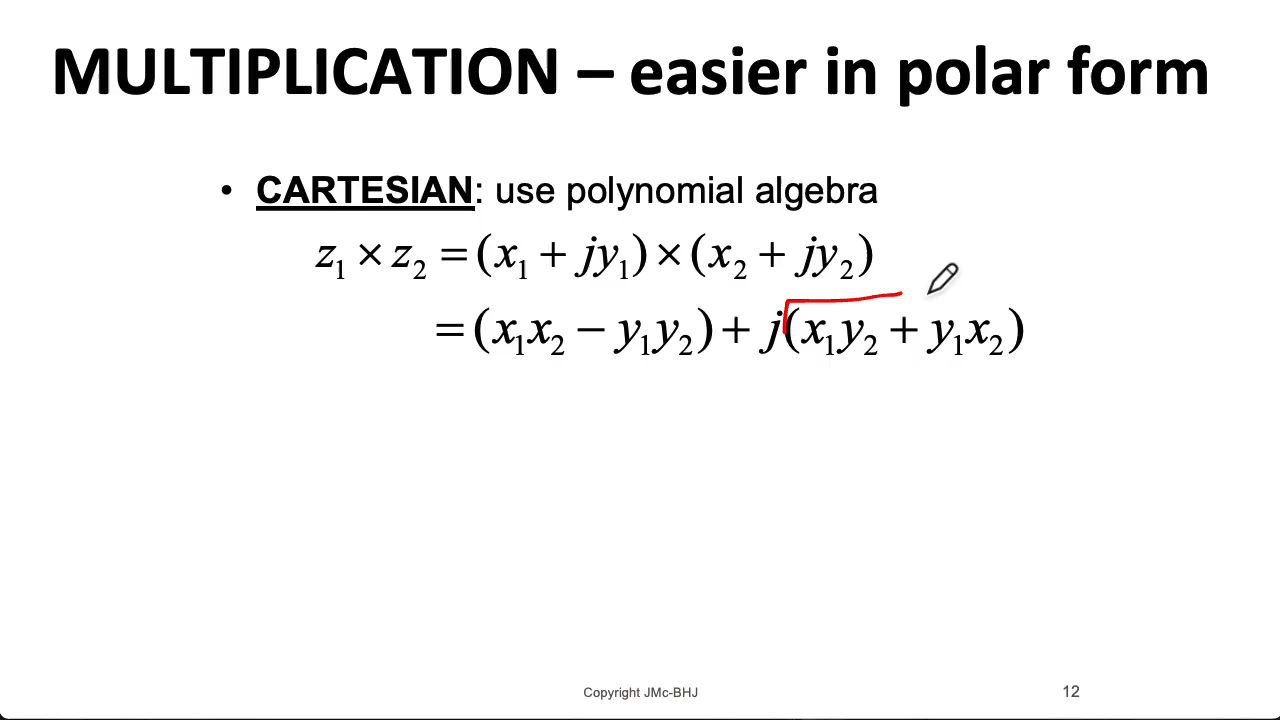 MULTIPLICATION – easier in polar form
• CARTESIAN: use polynomial algebra
z₁ × z₂ = (x₁ + jy₁) × (x₂ + jy₂)
= (x₁x₂ − y₁y₂) + j(x₁y₂ + y₁x₂)
Copyright JMc-BHJ
12